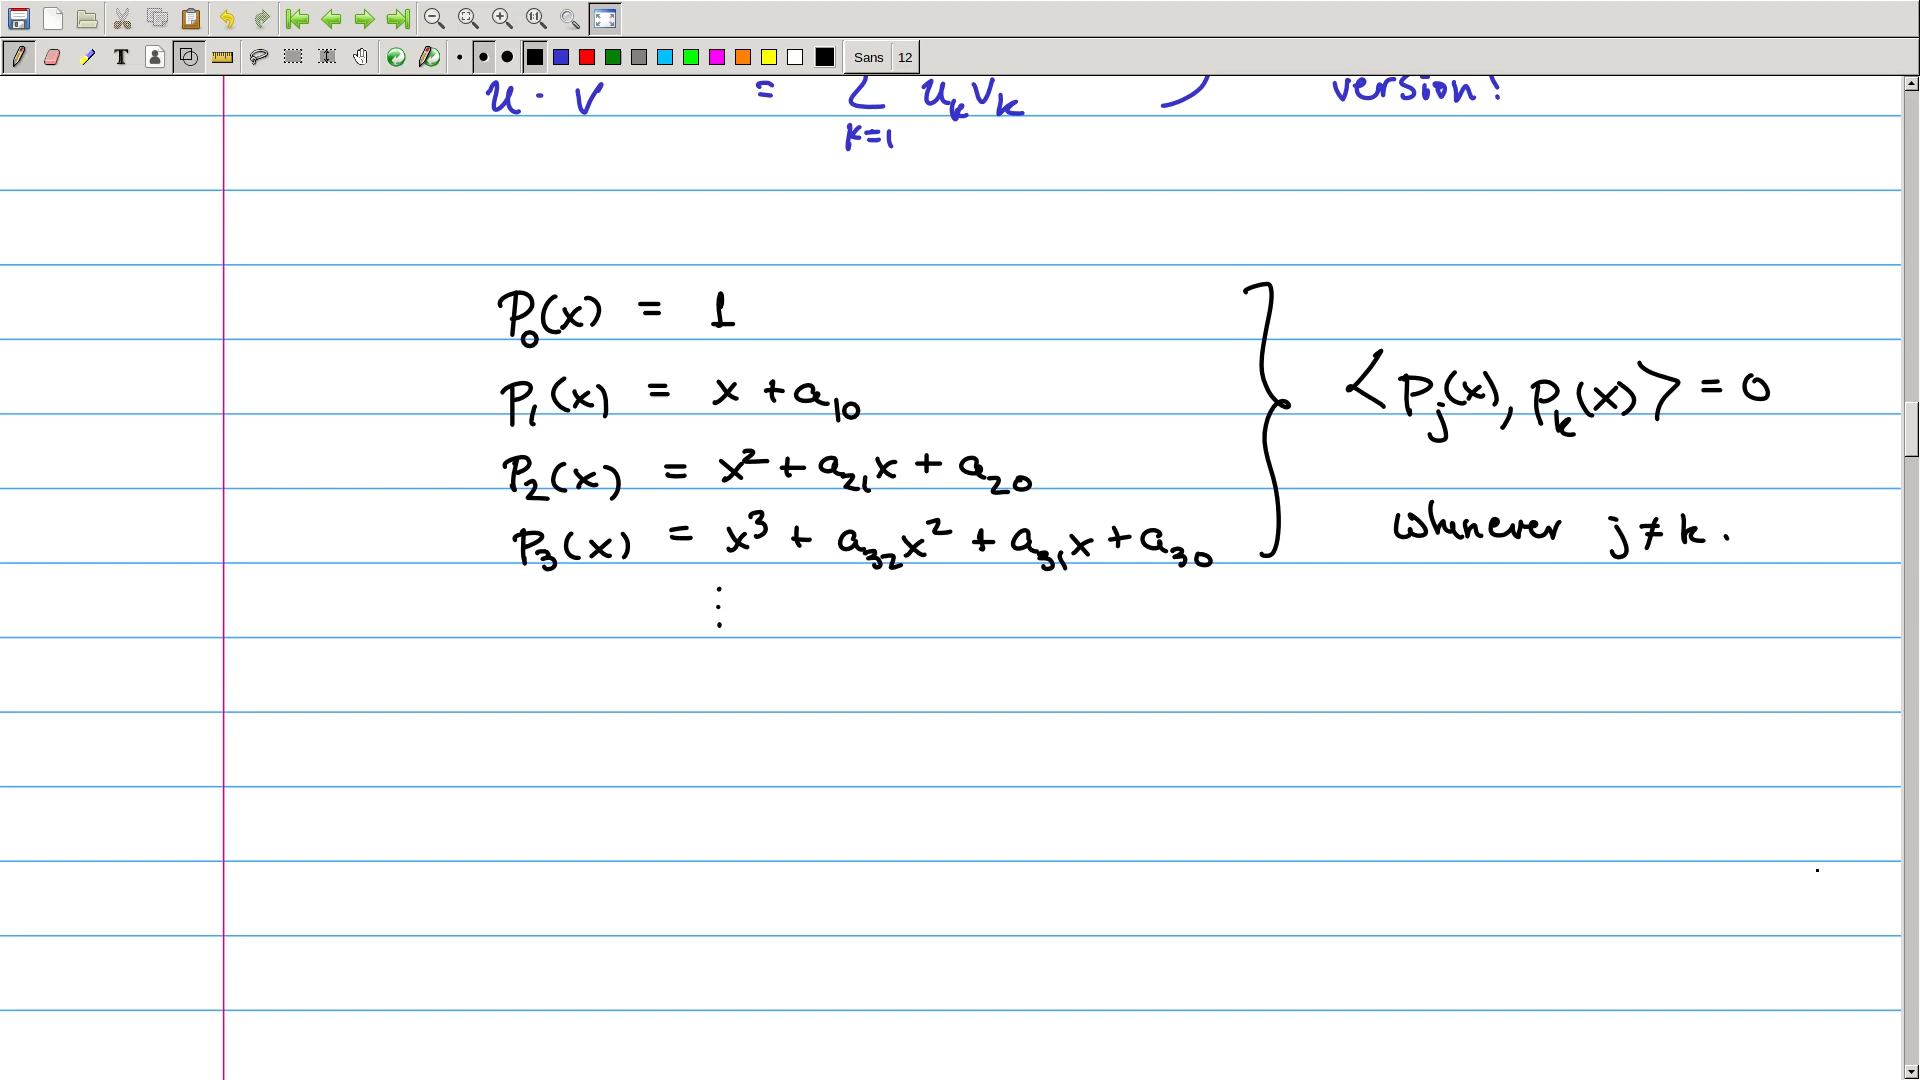 Sans 12
u · v = Σ u_k v_k ) version!
k=1
P_0(x) = 1
P_1(x) = x + a_10
P_2(x) = x^2 + a_21 x + a_20
P_3(x) = x^3 + a_32 x^2 + a_31 x + a_30
⋮
} <P_j(x), P_k(x)> = 0
whenever j ≠ k.